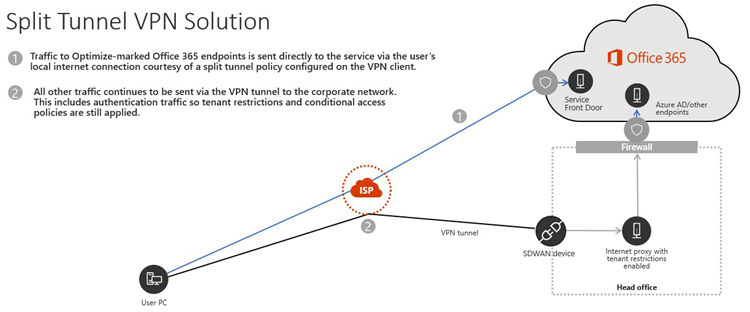 Split Tunnel VPN Solution
1
Traffic to Optimize-marked Office 365 endpoints is sent directly to the service via the user's
local internet connection courtesy of a split tunnel policy configured on the VPN client.
2
All other traffic continues to be sent via the VPN tunnel to the corporate network.
This includes authentication traffic so tenant restrictions and conditional access
policies are still applied.
Office 365
Service
Front Door
Azure AD/other
endpoints
1
Firewall
ISP
2
VPN tunnel
SDWAN device
Internet proxy with
tenant restrictions
enabled
Head office
User PC